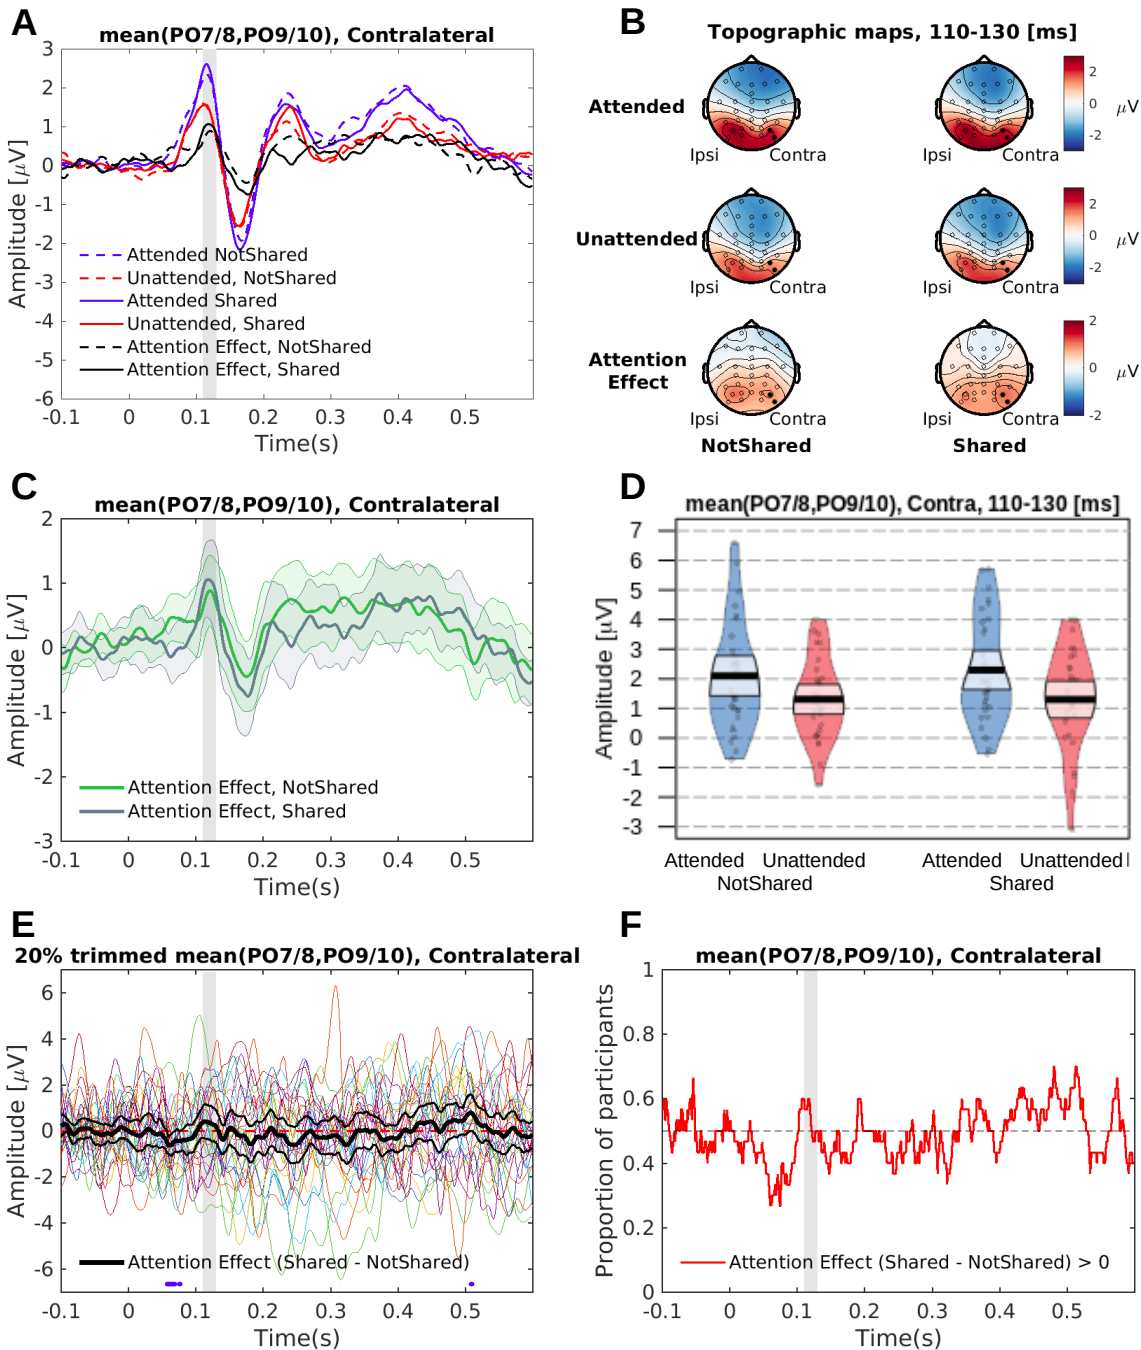 A
mean(PO7/8,PO9/10), Contralateral
3
2
1
0
-1
-2
-3
-4
-5
-6
Amplitude [μV]
Attended NotShared
Unattended, NotShared
Attended Shared
Unattended, Shared
Attention Effect, NotShared
Attention Effect, Shared
-0.1 0 0.1 0.2 0.3 0.4 0.5
Time(s)
B
Topographic maps, 110-130 [ms]
Attended
Ipsi Contra Ipsi Contra
2
0
-2
μV
Unattended
Ipsi Contra Ipsi Contra
2
0
-2
μV
Attention
Effect
Ipsi Contra Ipsi Contra
2
0
-2
μV
NotShared Shared
C
mean(PO7/8,PO9/10), Contralateral
2
1
0
-1
-2
-3
Amplitude [μV]
Attention Effect, NotShared
Attention Effect, Shared
-0.1 0 0.1 0.2 0.3 0.4 0.5
Time(s)
D
mean(PO7/8,PO9/10), Contra, 110-130 [ms]
7
6
5
4
3
2
1
0
-1
-2
-3
Amplitude [μV]
Attended Unattended Attended Unattended
NotShared Shared
E
20% trimmed mean(PO7/8,PO9/10), Contralateral
6
4
2
0
-2
-4
-6
Amplitude [μV]
Attention Effect (Shared - NotShared)
-0.1 0 0.1 0.2 0.3 0.4 0.5
Time(s)
F
mean(PO7/8,PO9/10), Contralateral
1
0.8
0.6
0.4
0.2
0
Proportion of participants
Attention Effect (Shared - NotShared) > 0
-0.1 0 0.1 0.2 0.3 0.4 0.5
Time(s)